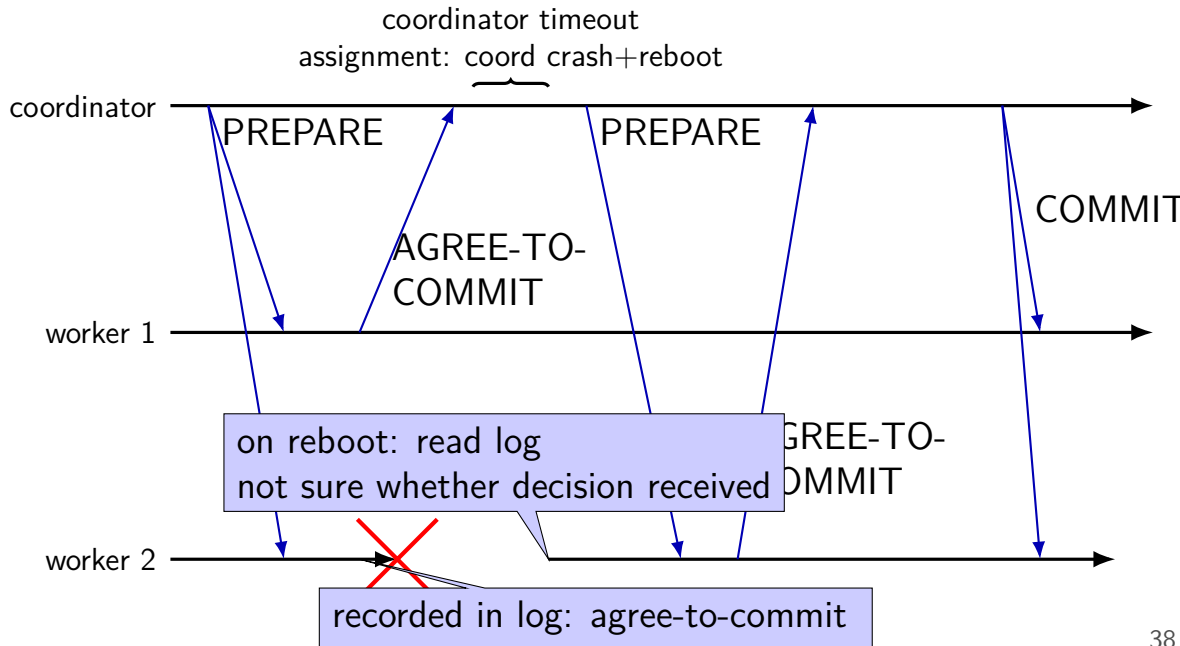 coordinator timeout
assignment: coord crash+reboot
coordinator
PREPARE
PREPARE
COMMIT
AGREE-TO-
COMMIT
worker 1
on reboot: read log
not sure whether decision received
GREE-TO-
OMMIT
worker 2
recorded in log: agree-to-commit
38